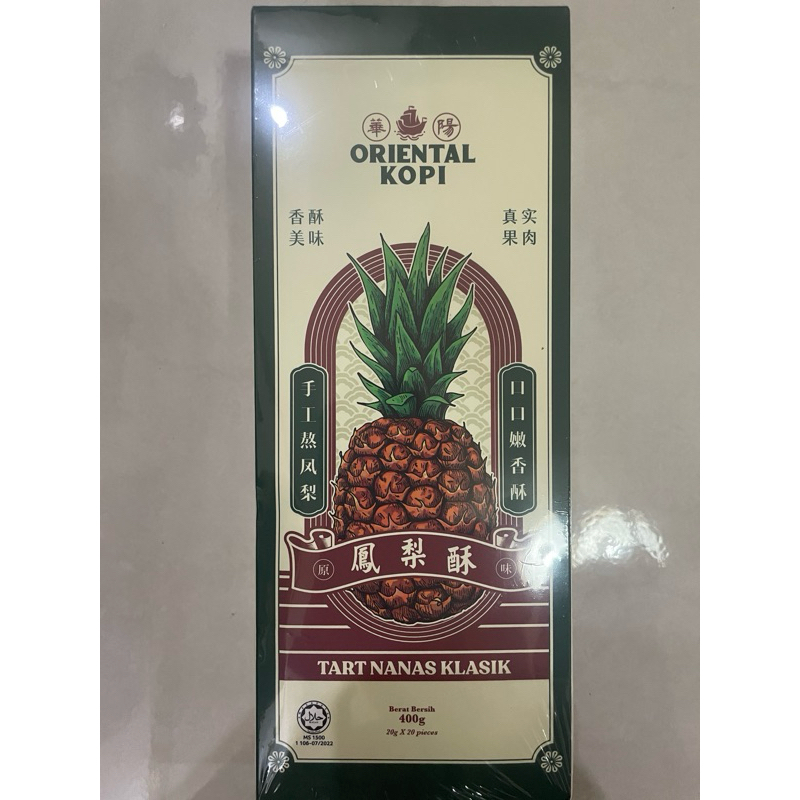 華 陽
ORIENTAL
KOPI
香酥
美味
真实
果肉
手工熬凤梨
口口嫩香酥
原 鳳梨酥 味
TART NANAS KLASIK
Berat Bersih
400g
20g X 20 pieces
حلال
MS 1500
1 106-07/2022